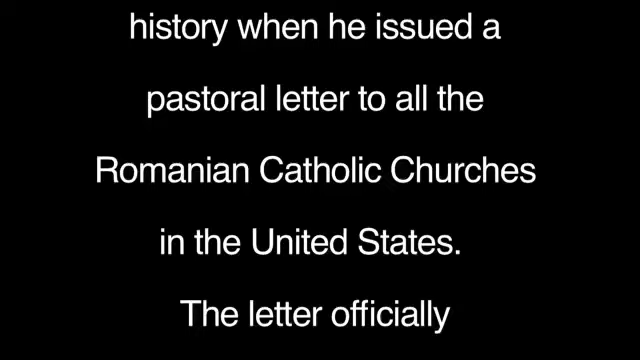 history when he issued a
pastoral letter to all the
Romanian Catholic Churches
in the United States.
The letter officially